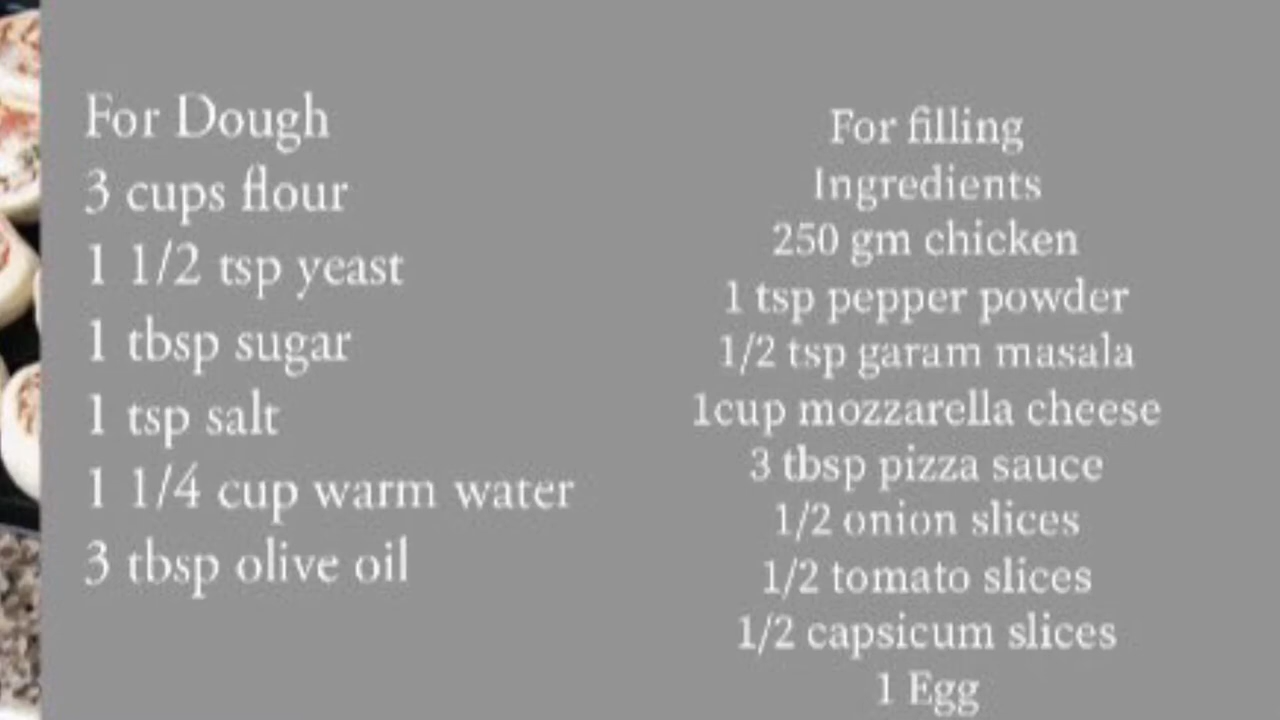 For Dough
3 cups flour
1 1/2 tsp yeast
1 tbsp sugar
1 tsp salt
1 1/4 cup warm water
3 tbsp olive oil
For filling
Ingredients
250 gm chicken
1 tsp pepper powder
1/2 tsp garam masala
1cup mozzarella cheese
3 tbsp pizza sauce
1/2 onion slices
1/2 tomato slices
1/2 capsicum slices
1 Egg